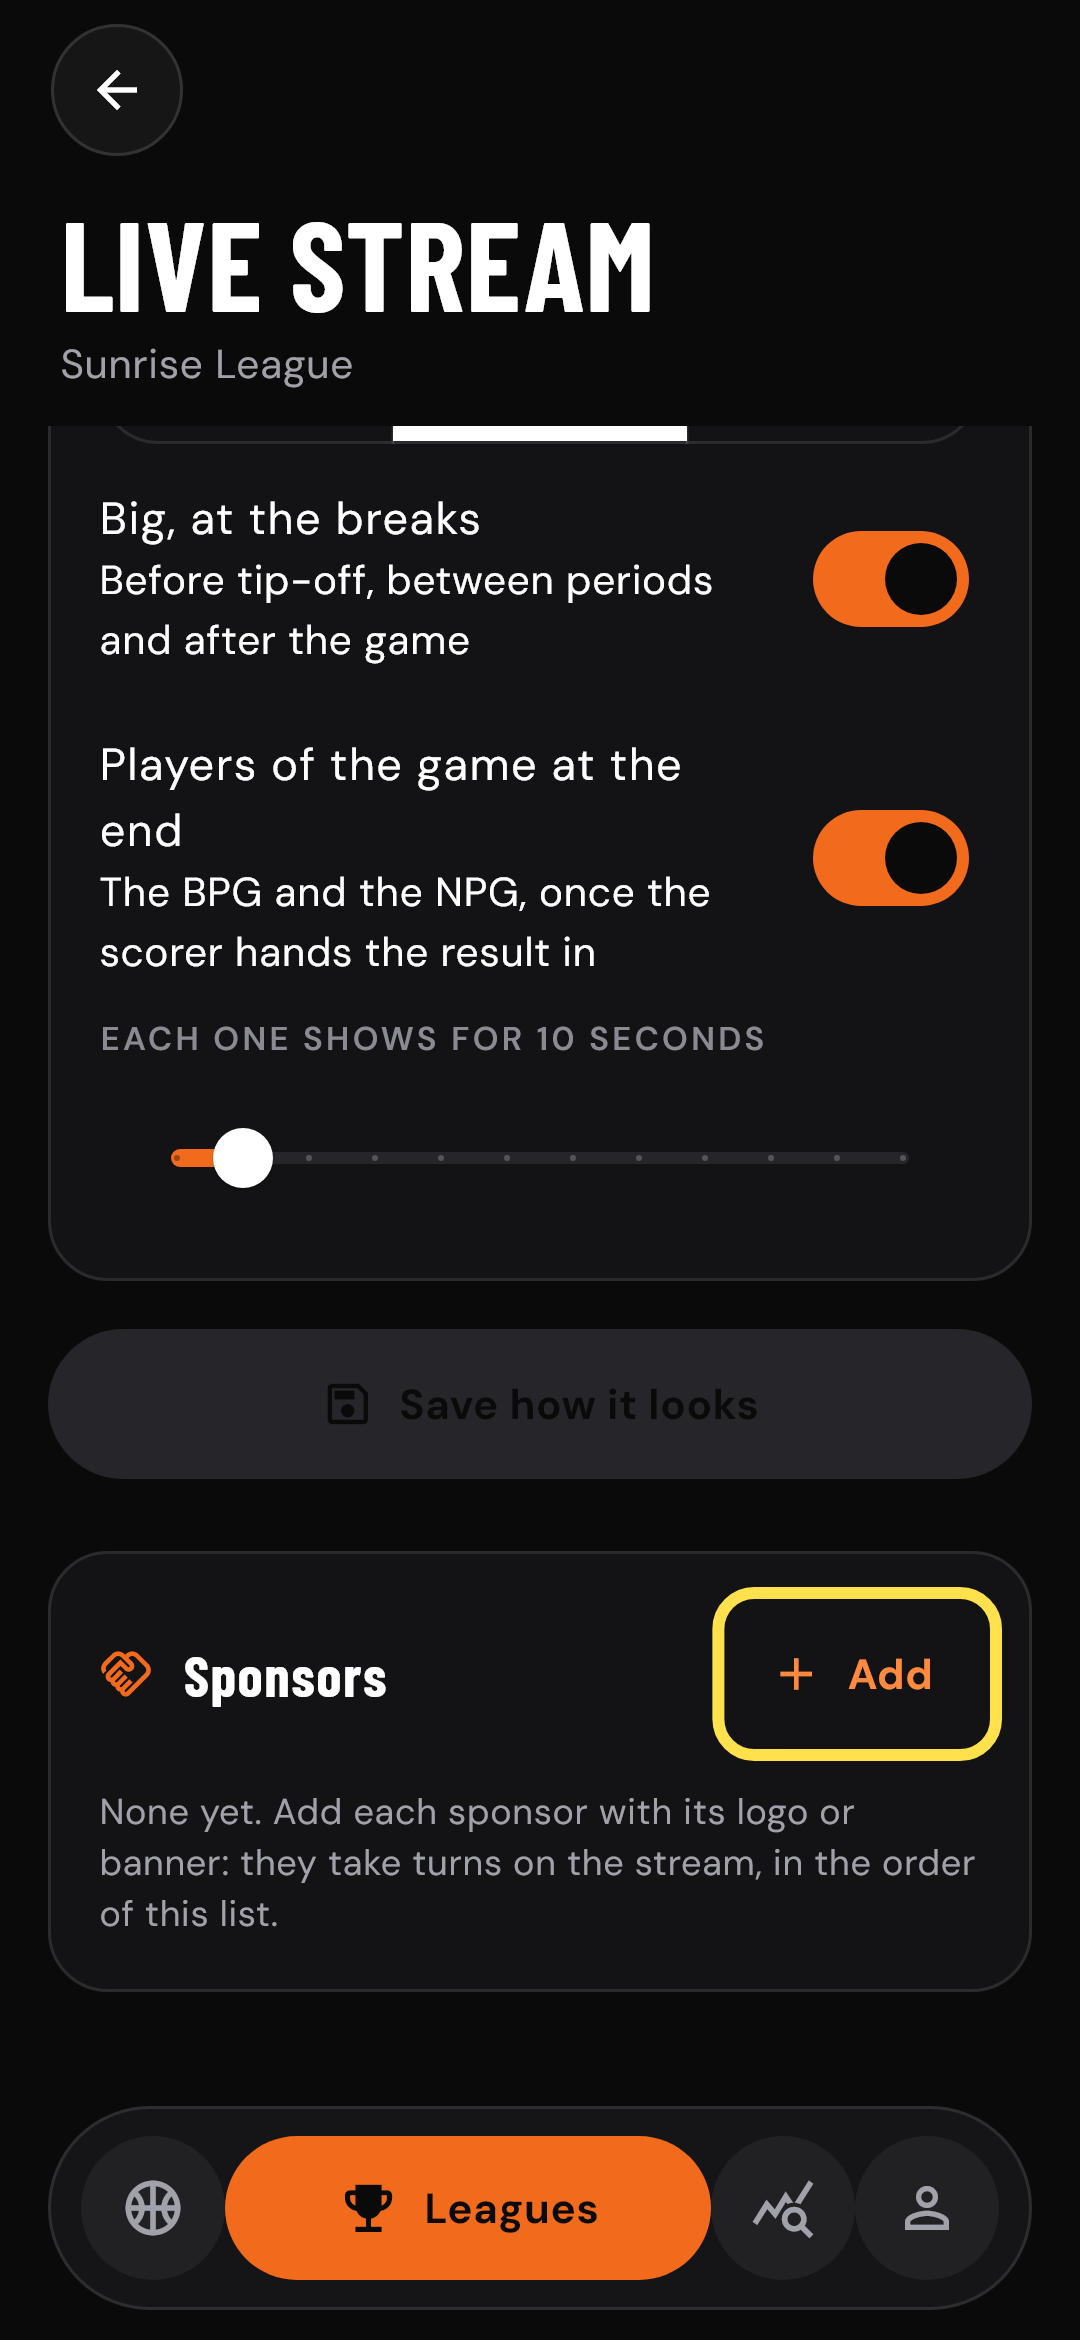 LIVE STREAM
Sunrise League
Big, at the breaks
Before tip-off, between periods
and after the game
Players of the game at the
end
The BPG and the NPG, once the
scorer hands the result in
EACH ONE SHOWS FOR 10 SECONDS
Save how it looks
Sponsors
Add
None yet. Add each sponsor with its logo or
banner: they take turns on the stream, in the order
of this list.
Leagues